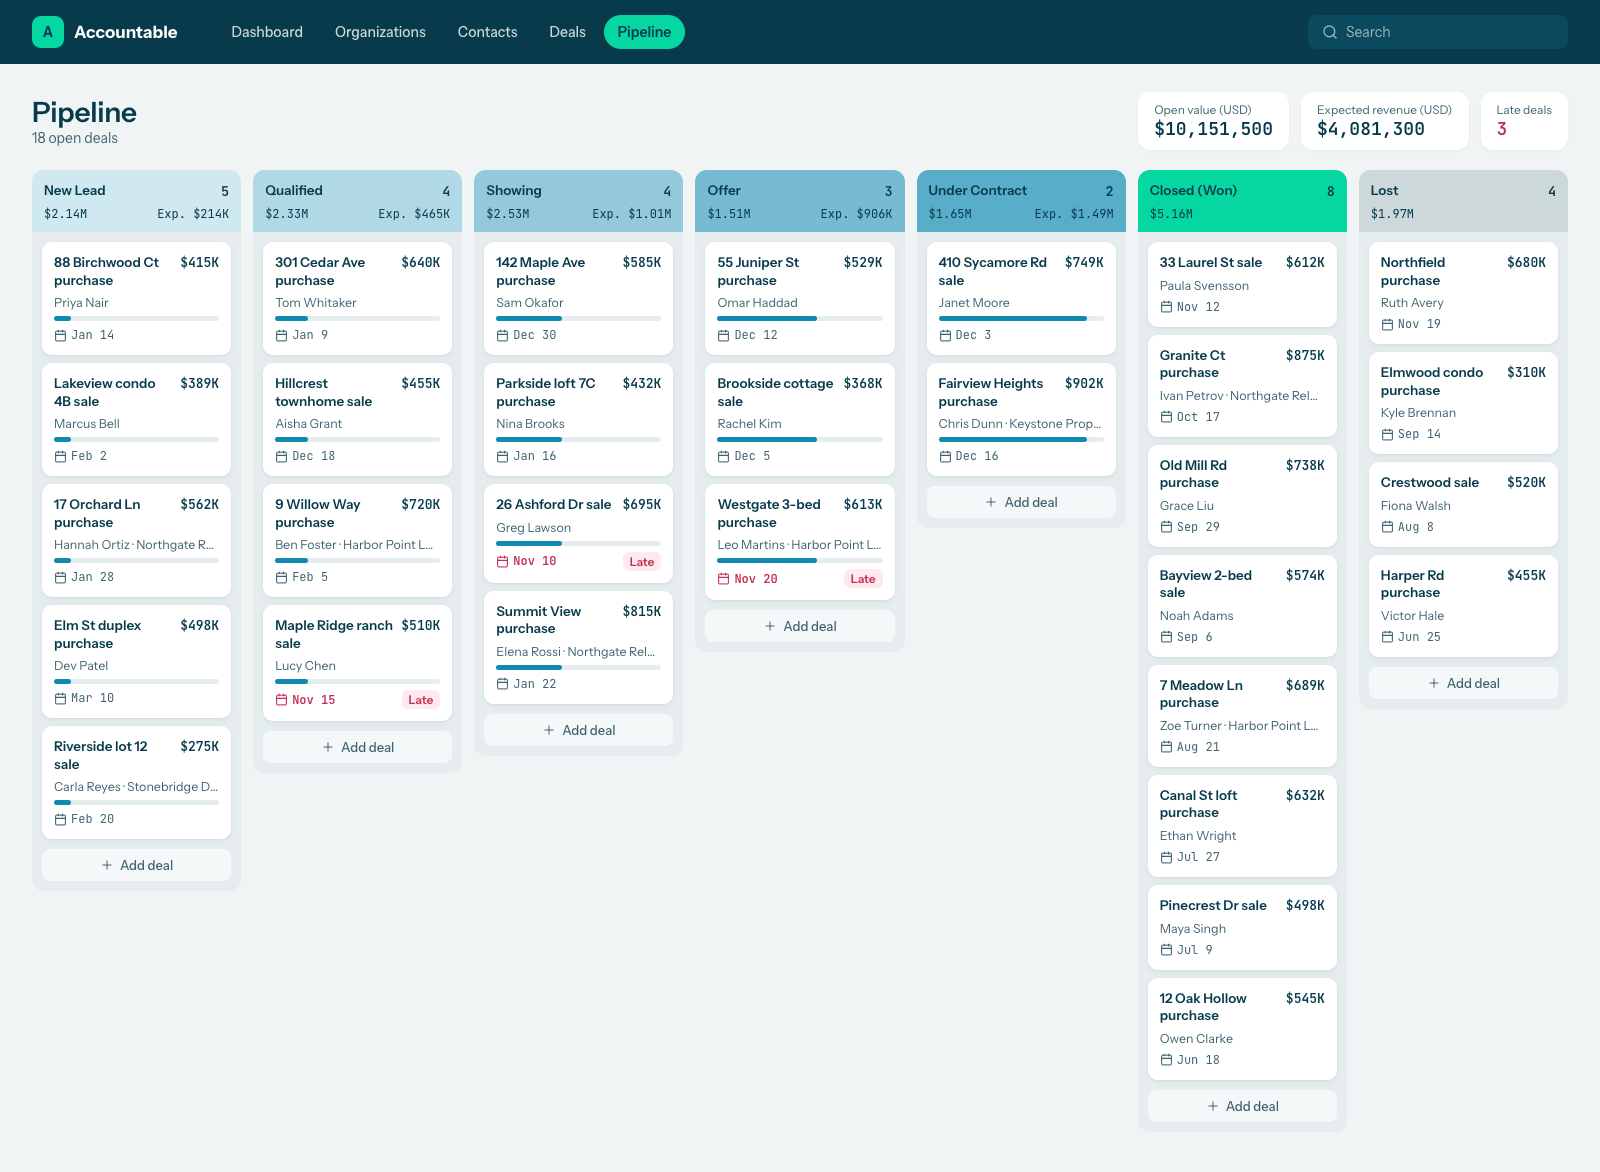 A Accountable Dashboard Organizations Contacts Deals Pipeline Search
Pipeline
18 open deals
Open value (USD)
$10,151,500
Expected revenue (USD)
$4,081,300
Late deals
3
New Lead 5
$2.14M Exp. $214K
88 Birchwood Ct $415K
purchase
Priya Nair
Jan 14
Lakeview condo $389K
4B sale
Marcus Bell
Feb 2
17 Orchard Ln $562K
purchase
Hannah Ortiz · Northgate R...
Jan 28
Elm St duplex $498K
purchase
Dev Patel
Mar 10
Riverside lot 12 $275K
sale
Carla Reyes · Stonebridge D...
Feb 20
+ Add deal
Qualified 4
$2.33M Exp. $465K
301 Cedar Ave $640K
purchase
Tom Whitaker
Jan 9
Hillcrest $455K
townhome sale
Aisha Grant
Dec 18
9 Willow Way $720K
purchase
Ben Foster · Harbor Point L...
Feb 5
Maple Ridge ranch $510K
sale
Lucy Chen
Nov 15 Late
+ Add deal
Showing 4
$2.53M Exp. $1.01M
142 Maple Ave $585K
purchase
Sam Okafor
Dec 30
Parkside loft 7C $432K
purchase
Nina Brooks
Jan 16
26 Ashford Dr sale $695K
Greg Lawson
Nov 10 Late
Summit View $815K
purchase
Elena Rossi · Northgate Rel...
Jan 22
+ Add deal
Offer 3
$1.51M Exp. $906K
55 Juniper St $529K
purchase
Omar Haddad
Dec 12
Brookside cottage $368K
sale
Rachel Kim
Dec 5
Westgate 3-bed $613K
purchase
Leo Martins · Harbor Point L...
Nov 20 Late
+ Add deal
Under Contract 2
$1.65M Exp. $1.49M
410 Sycamore Rd $749K
sale
Janet Moore
Dec 3
Fairview Heights $902K
purchase
Chris Dunn · Keystone Prop...
Dec 16
+ Add deal
Closed (Won) 8
$5.16M
33 Laurel St sale $612K
Paula Svensson
Nov 12
Granite Ct $875K
purchase
Ivan Petrov · Northgate Rel...
Oct 17
Old Mill Rd $738K
purchase
Grace Liu
Sep 29
Bayview 2-bed $574K
sale
Noah Adams
Sep 6
7 Meadow Ln $689K
purchase
Zoe Turner · Harbor Point L...
Aug 21
Canal St loft $632K
purchase
Ethan Wright
Jul 27
Pinecrest Dr sale $498K
Maya Singh
Jul 9
12 Oak Hollow $545K
purchase
Owen Clarke
Jun 18
+ Add deal
Lost 4
$1.97M
Northfield $680K
purchase
Ruth Avery
Nov 19
Elmwood condo $310K
purchase
Kyle Brennan
Sep 14
Crestwood sale $520K
Fiona Walsh
Aug 8
Harper Rd $455K
purchase
Victor Hale
Jun 25
+ Add deal